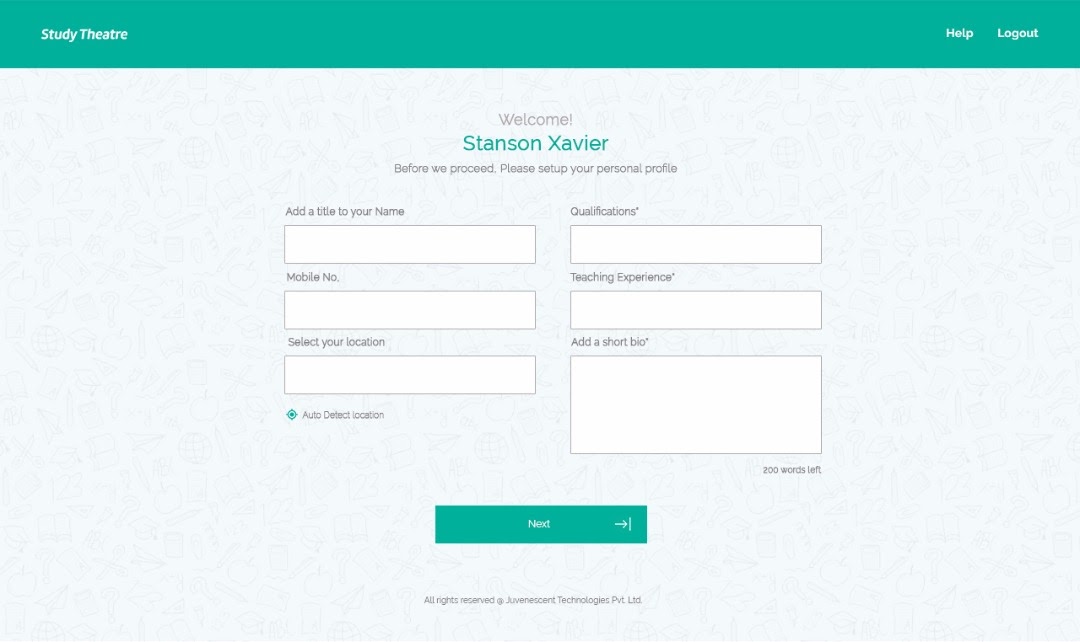 Study Theatre
Help
Logout
Welcome!
Stanson Xavier
Before we proceed, Please setup your personal profile
Add a title to your Name
Qualifications*
Mobile No.
Teaching Experience*
Select your location
Add a short bio*
Auto Detect location
200 words left
Next
All rights reserved @ Juvenescent Technologies Pvt. Ltd.